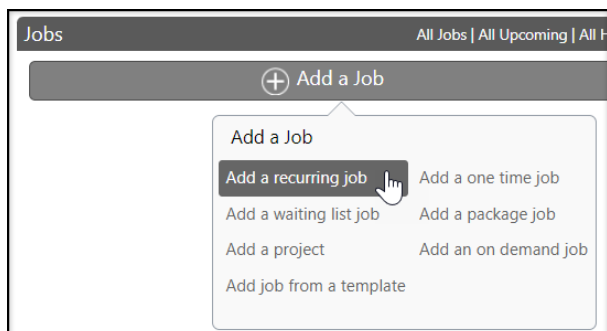 Jobs All Jobs | All Upcoming | All
Add a Job
Add a Job
Add a recurring job Add a one time job
Add a waiting list job Add a package job
Add a project Add an on demand job
Add job from a template